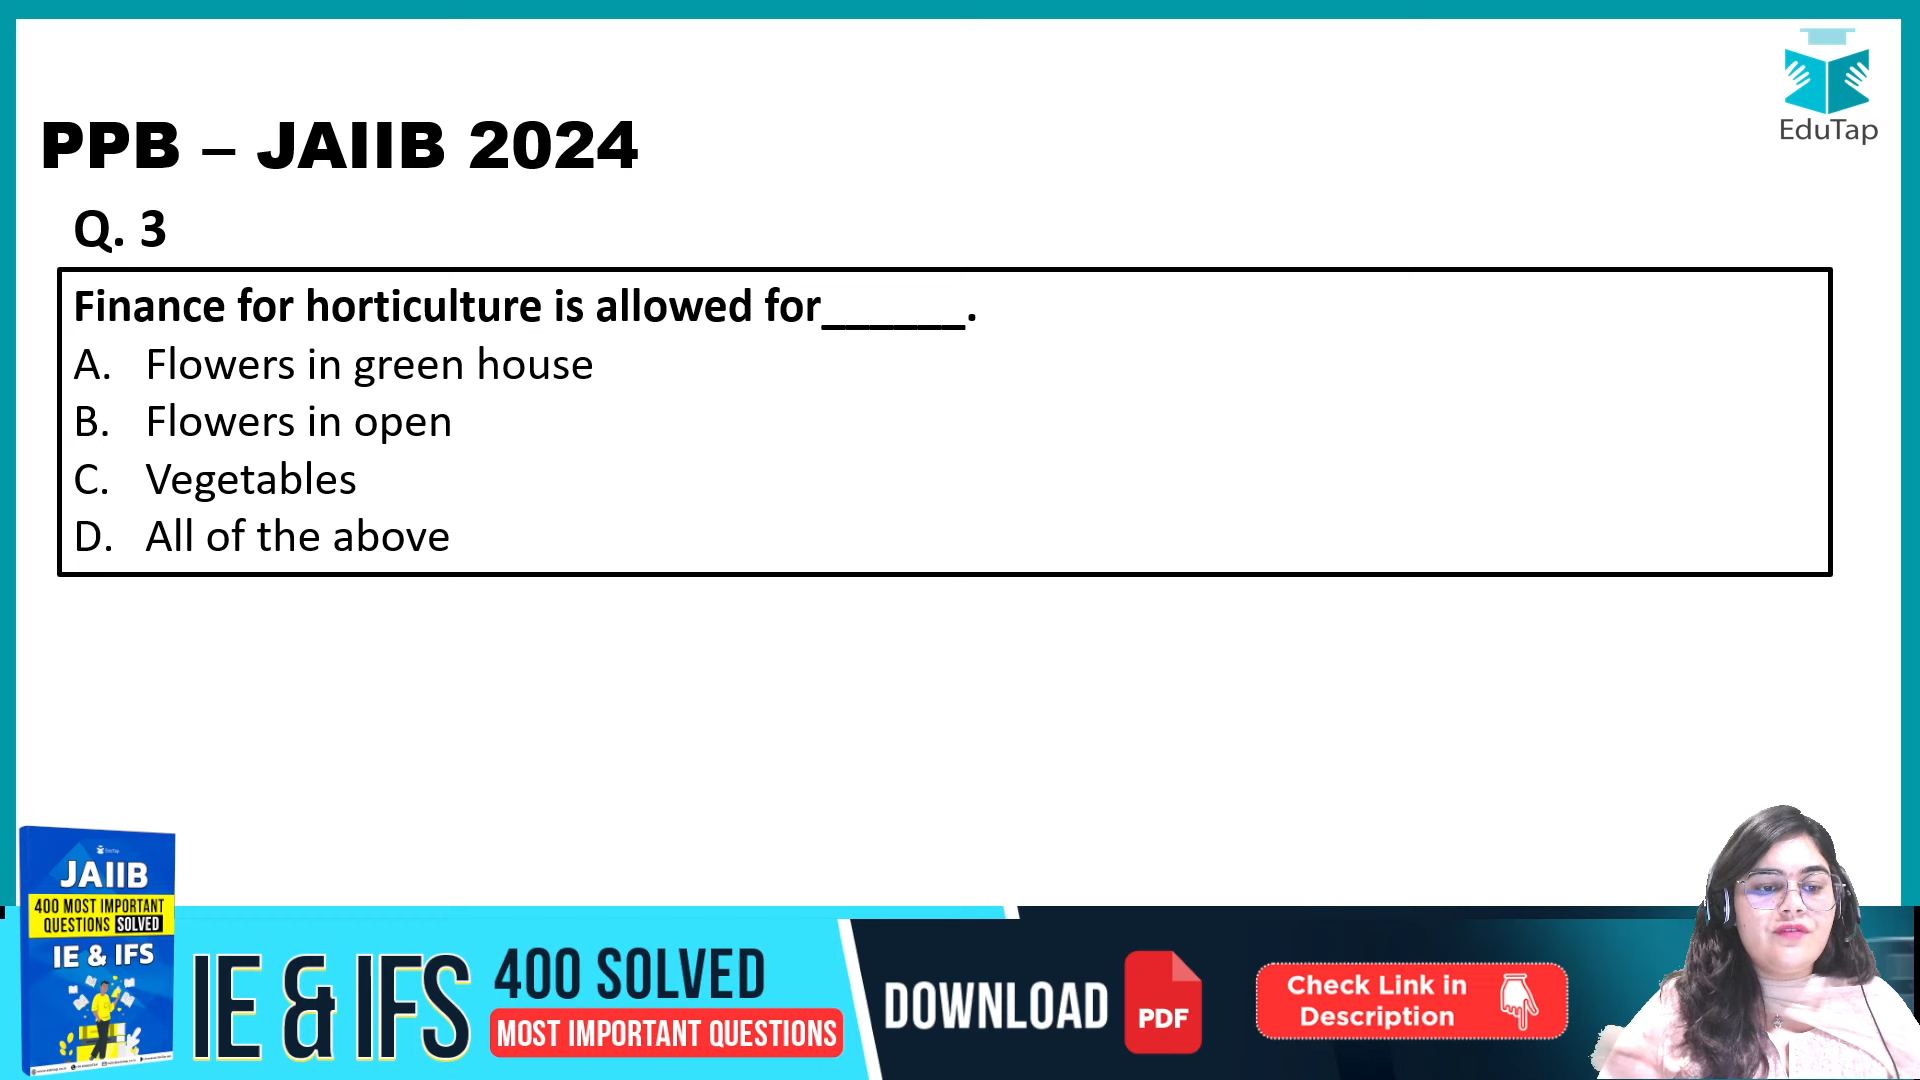 EduTap
PPB – JAIIB 2024
Q. 3
Finance for horticulture is allowed for______.
A. Flowers in green house
B. Flowers in open
C. Vegetables
D. All of the above
JAIIB
400 MOST IMPORTANT
QUESTIONS SOLVED
IE & IFS
IE & IFS
400 SOLVED
MOST IMPORTANT QUESTIONS
DOWNLOAD
PDF
Check Link in
Description